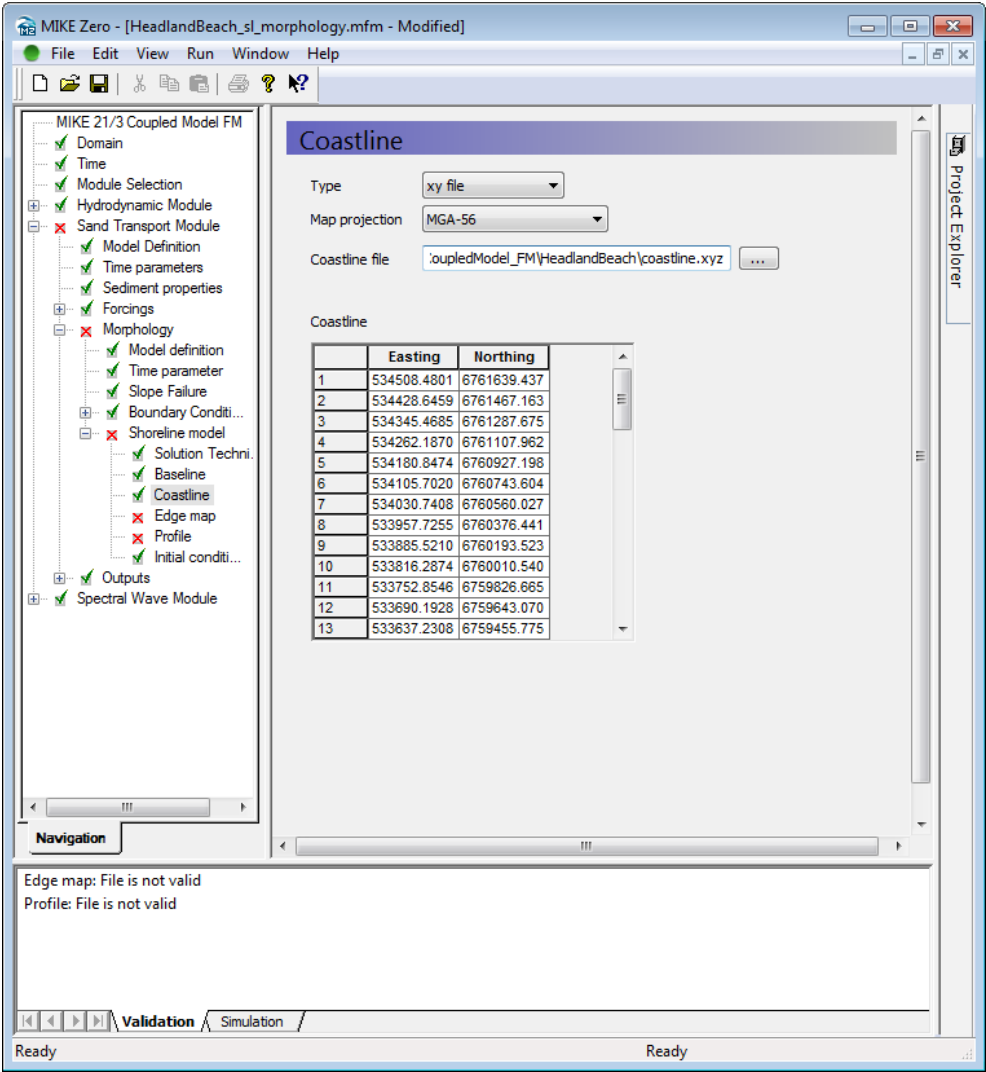 MIKE Zero - [HeadlandBeach_sl_morphology.mfm - Modified]
File Edit View Run Window Help
MIKE 21/3 Coupled Model FM
Domain
Time
Module Selection
Hydrodynamic Module
Sand Transport Module
Model Definition
Time parameters
Sediment properties
Forcings
Morphology
Model definition
Time parameter
Slope Failure
Boundary Conditi...
Shoreline model
Solution Techni.
Baseline
Coastline
Edge map
Profile
Initial conditi...
Outputs
Spectral Wave Module
Navigation
Coastline
Type xy file
Map projection MGA-56
Coastline file :oupledModel_FM\HeadlandBeach\coastline.xyz ...
Coastline
Easting Northing
1 534508.4801 6761639.437
2 534428.6459 6761467.163
3 534345.4685 6761287.675
4 534262.1870 6761107.962
5 534180.8474 6760927.198
6 534105.7020 6760743.604
7 534030.7408 6760560.027
8 533957.7255 6760376.441
9 533885.5210 6760193.523
10 533816.2874 6760010.540
11 533752.8546 6759826.665
12 533690.1928 6759643.070
13 533637.2308 6759455.775
Project Explorer
Edge map: File is not valid
Profile: File is not valid
Validation Simulation
Ready Ready